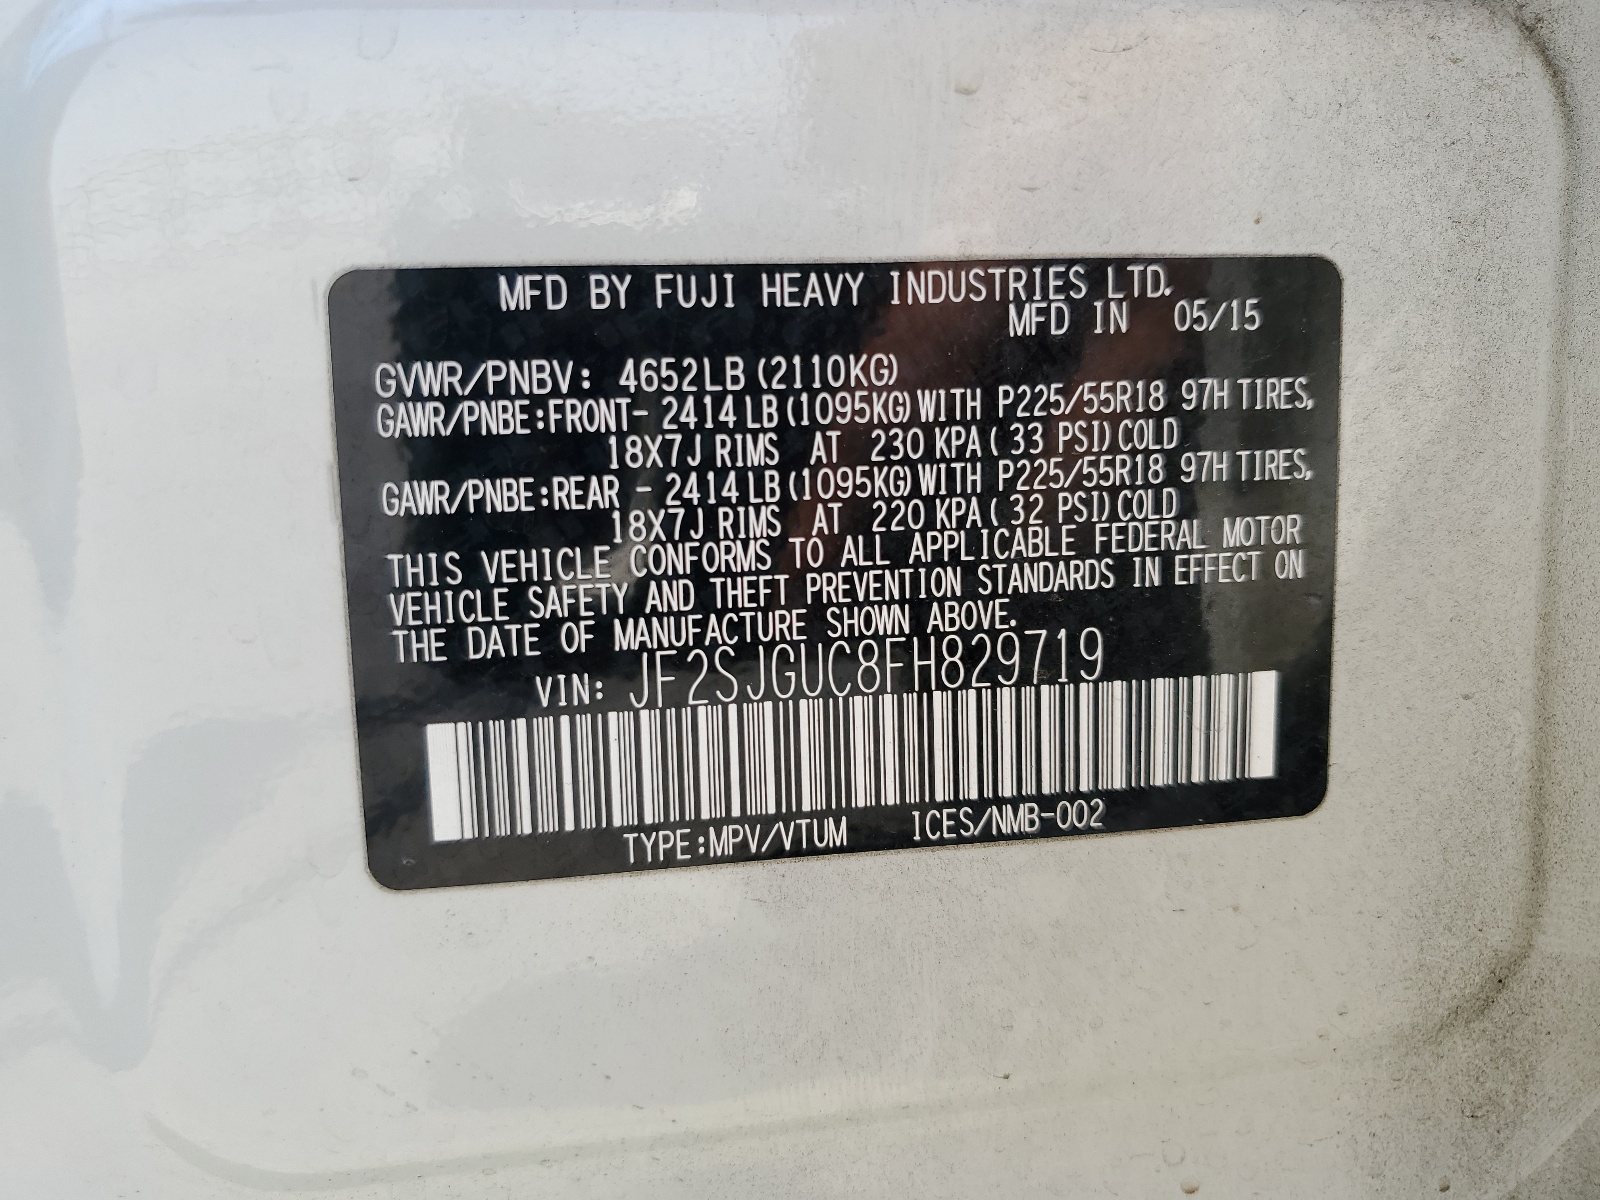 MFD BY FUJI HEAVY INDUSTRIES LTD.
MFD IN 05/15
GVWR/PNBV: 4652LB (2110KG)
GAWR/PNBE:FRONT- 2414LB(1095KG)WITH P225/55R18 97H TIRES,
18X7J RIMS AT 230 KPA( 33 PSI)COLD
GAWR/PNBE:REAR - 2414LB(1095KG)WITH P225/55R18 97H TIRES,
18X7J RIMS AT 220 KPA( 32 PSI)COLD
THIS VEHICLE CONFORMS TO ALL APPLICABLE FEDERAL MOTOR
VEHICLE SAFETY AND THEFT PREVENTION STANDARDS IN EFFECT ON
THE DATE OF MANUFACTURE SHOWN ABOVE.
VIN: JF2SJGUC8FH829719
TYPE:MPV/VTUM ICES/NMB-002